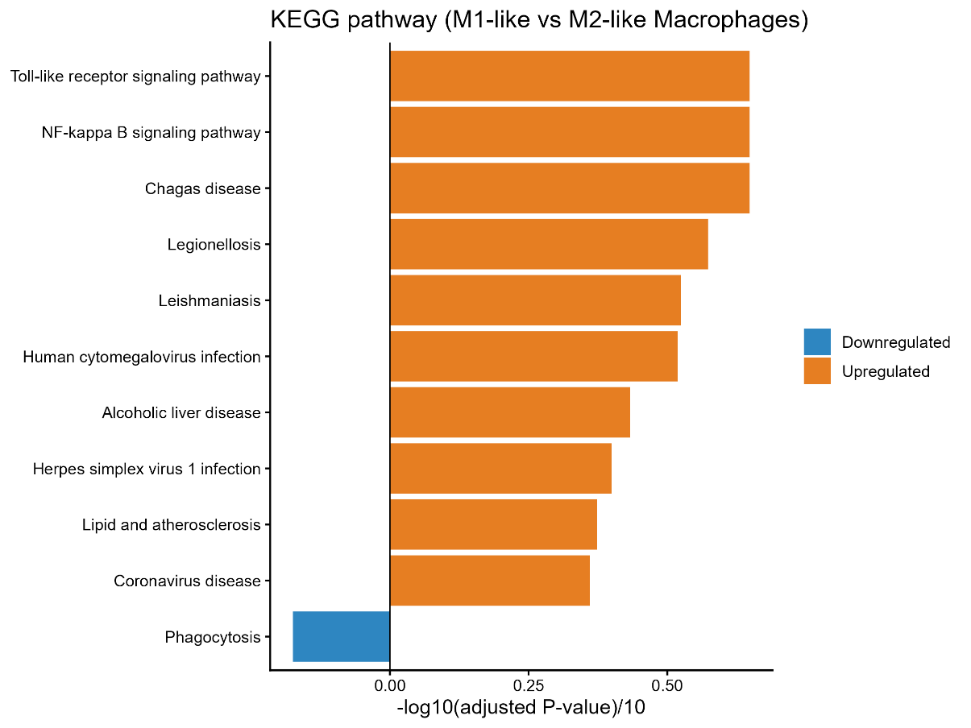 KEGG pathway (M1-like vs M2-like Macrophages)
Toll-like receptor signaling pathway
NF-kappa B signaling pathway
Chagas disease
Legionellosis
Leishmaniasis
Human cytomegalovirus infection
Alcoholic liver disease
Herpes simplex virus 1 infection
Lipid and atherosclerosis
Coronavirus disease
Phagocytosis
Downregulated
Upregulated
0.00 0.25 0.50
-log10(adjusted P-value)/10